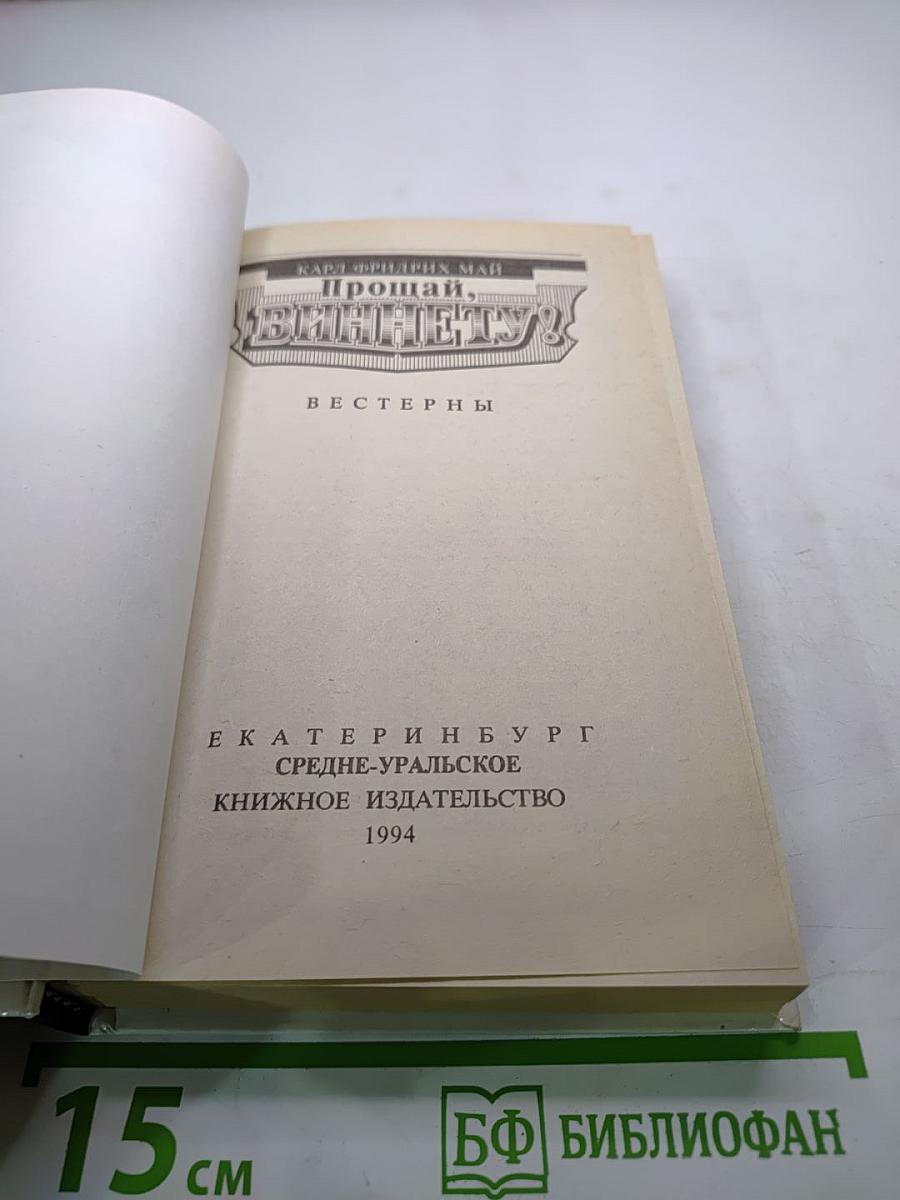 КАРЛ ФРИДРИХ МАЙ
Прощай,
ВИННЕТУ!
ВЕСТЕРНЫ
ЕКАТЕРИНБУРГ
СРЕДНЕ-УРАЛЬСКОЕ
КНИЖНОЕ ИЗДАТЕЛЬСТВО
1994
15 см
БФ БИБЛИОФАН